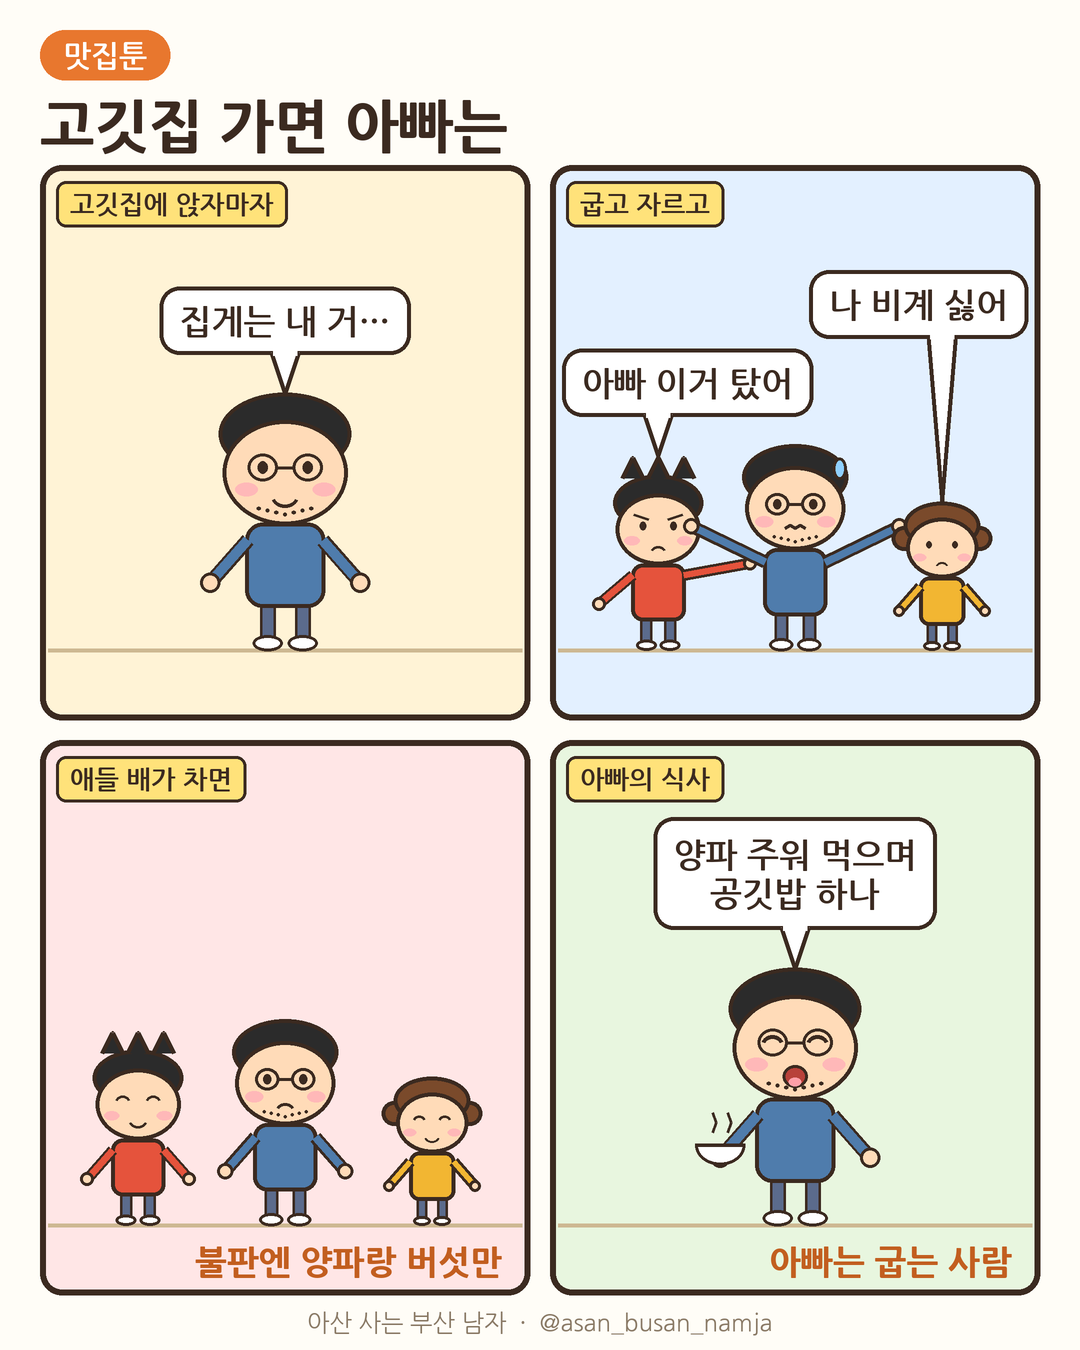 맛집툰
고깃집 가면 아빠는
고깃집에 앉자마자
집게는 내 거…
굽고 자르고
나 비계 싫어
아빠 이거 탔어
애들 배가 차면
불판엔 양파랑 버섯만
아빠의 식사
양파 주워 먹으며
공깃밥 하나
아빠는 굽는 사람
아산 사는 부산 남자 · @asan_busan_namja